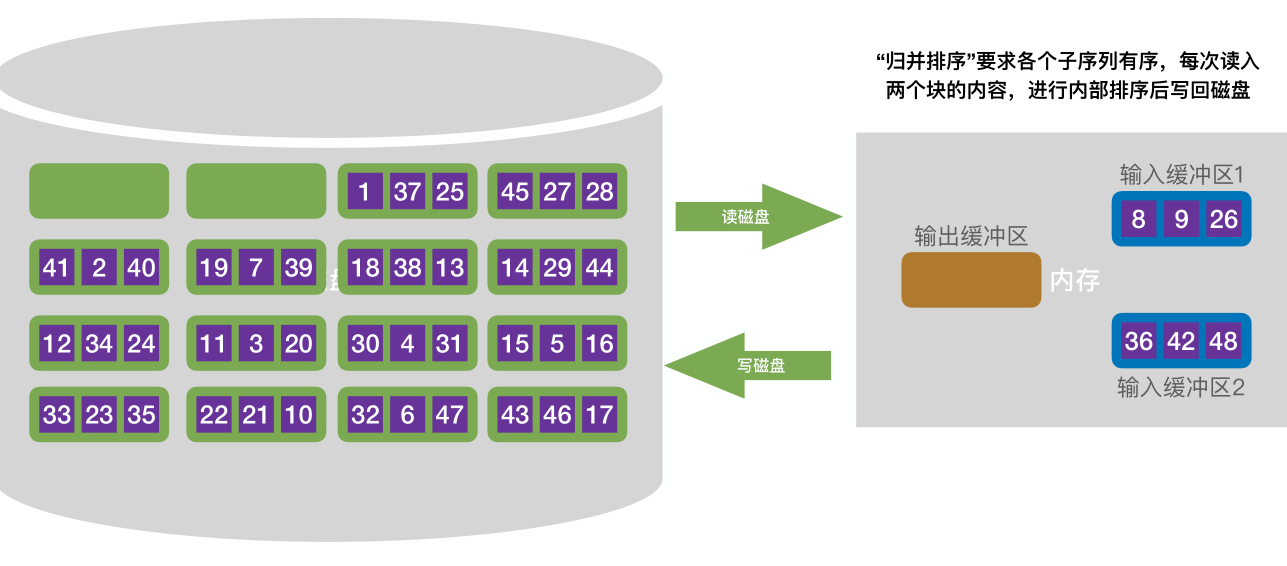 “归并排序”要求各个子序列有序，每次读入
两个块的内容，进行内部排序后写回磁盘
1 37 25 45 27 28
41 2 40 19 7 39 18 38 13 14 29 44
12 34 24 11 3 20 30 4 31 15 5 16
33 23 35 22 21 10 32 6 47 43 46 17
读磁盘
写磁盘
输入缓冲区1
8 9 26
输出缓冲区
内存
36 42 48
输入缓冲区2